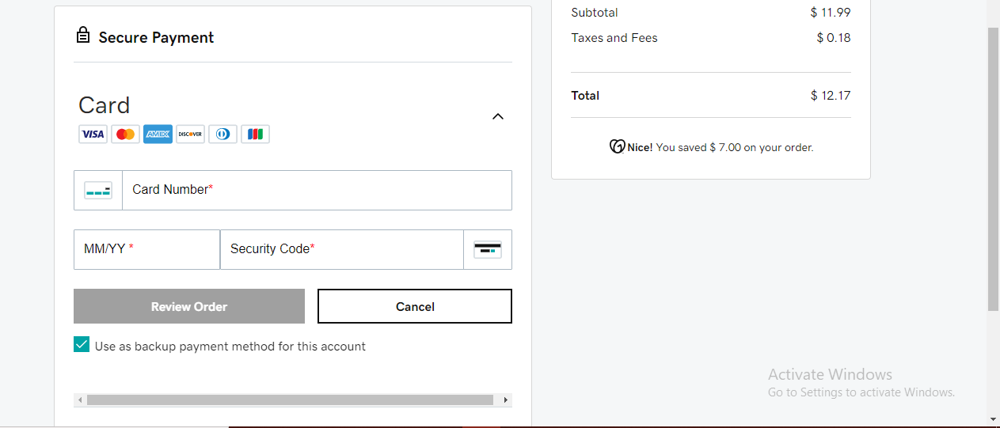 Secure Payment
Card
VISA AMEX DISCOVER
Card Number*
MM/YY *
Security Code*
Review Order
Cancel
Use as backup payment method for this account
Subtotal $ 11.99
Taxes and Fees $ 0.18
Total $ 12.17
Nice! You saved $ 7.00 on your order.
Activate Windows
Go to Settings to activate Windows.